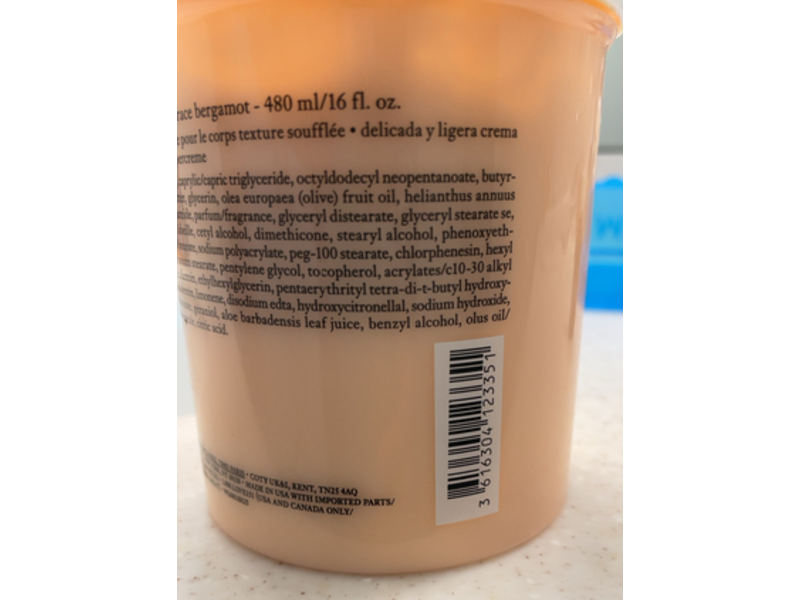 race bergamot - 480 ml/16 fl. oz.
pour le corps texture soufflée • delicada y ligera crema
caprylic/capric triglyceride, octyldodecyl neopentanoate, butyr-
glycerin, olea europaea (olive) fruit oil, helianthus annuus
parfum/fragrance, glyceryl distearate, glyceryl stearate se,
cetyl alcohol, dimethicone, stearyl alcohol, phenoxyeth-
sodium polyacrylate, peg-100 stearate, chlorphenesin, hexyl
stearate, pentylene glycol, tocopherol, acrylates/c10-30 alkyl
ethylhexylglycerin, pentaerythrityl tetra-di-t-butyl hydroxy-
limonene, disodium edta, hydroxycitronellal, sodium hydroxide,
geraniol, aloe barbadensis leaf juice, benzyl alcohol, olus oil/
citric acid.
• COTY UK&I, KENT, TN25 4AQ
• MADE IN USA WITH IMPORTED PARTS/
(USA AND CANADA ONLY/
3 616304 123351